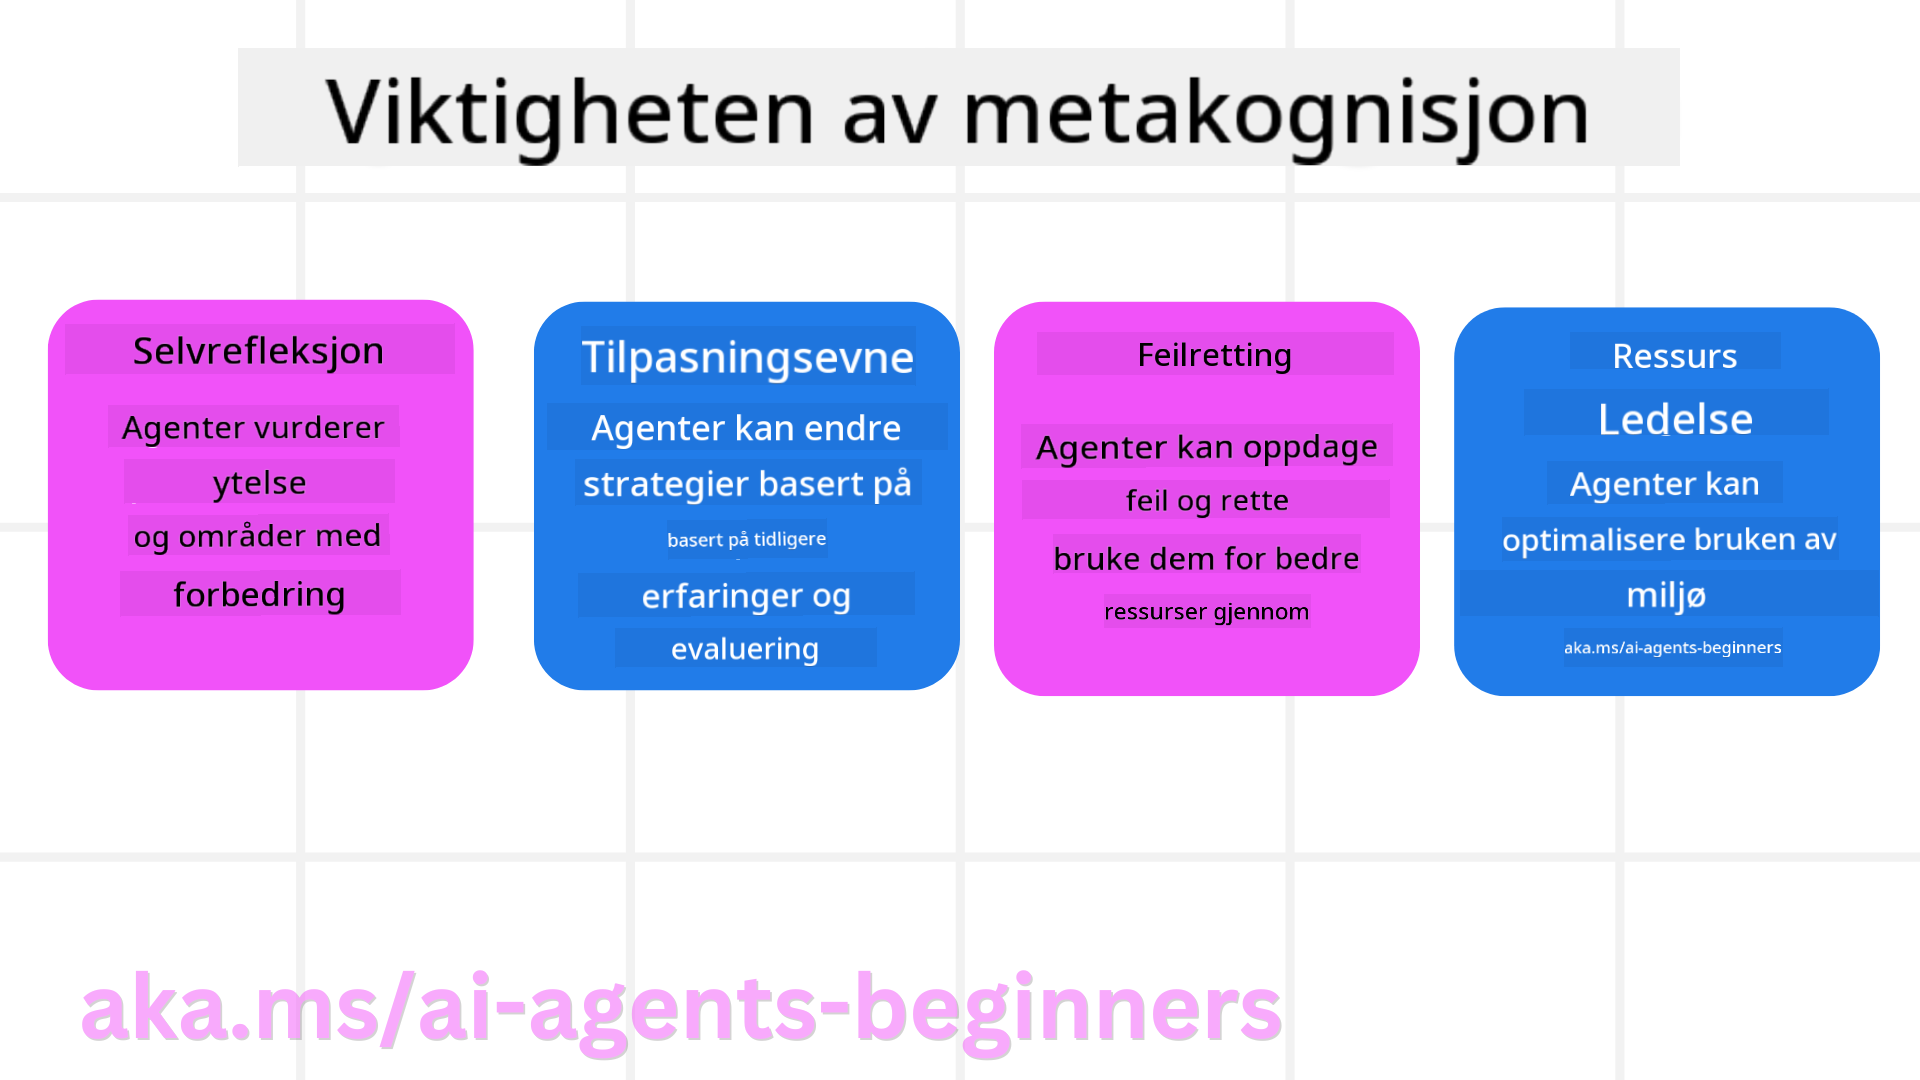 Viktigheten av metakognisjon
Selvrefleksjon
Agenter vurderer
ytelse
og områder med
forbedring
Tilpasningsevne
Agenter kan endre
strategier basert på
basert på tidligere
erfaringer og
evaluering
Feilretting
Agenter kan oppdage
feil og rette
bruke dem for bedre
ressurser gjennom
Ressurs
Ledelse
Agenter kan
optimalisere bruken av
miljø
aka.ms/ai-agents-beginners
aka.ms/ai-agents-beginners